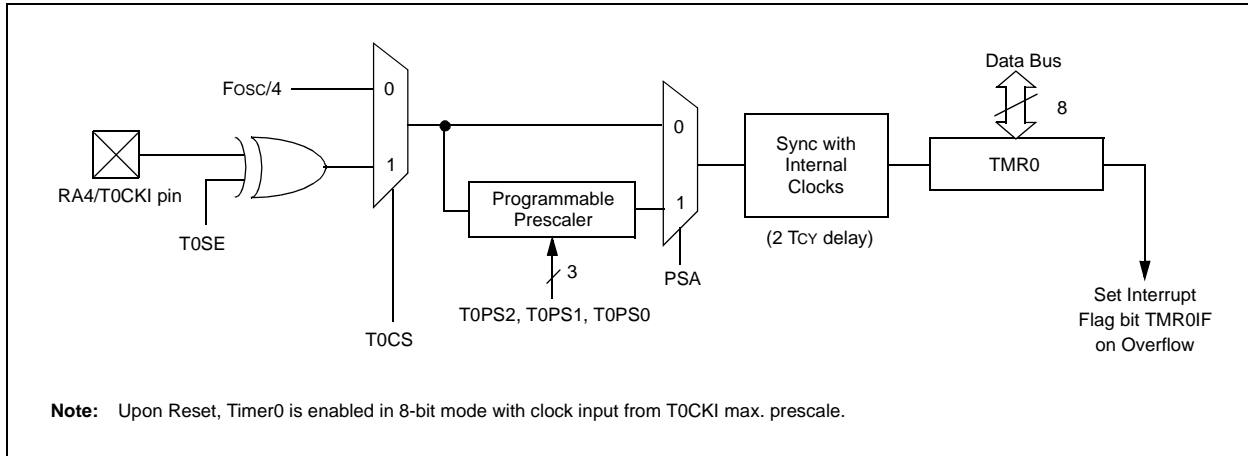 Data Bus
FOSC/4
0
8
0
1
Sync with
Internal
Clocks
TMR0
RA4/T0CKI pin
Programmable
Prescaler
1
T0SE
(2 TCY delay)
3
PSA
T0PS2, T0PS1, T0PS0
T0CS
Set Interrupt
Flag bit TMR0IF
on Overflow
Note: Upon Reset, Timer0 is enabled in 8-bit mode with clock input from T0CKI max. prescale.